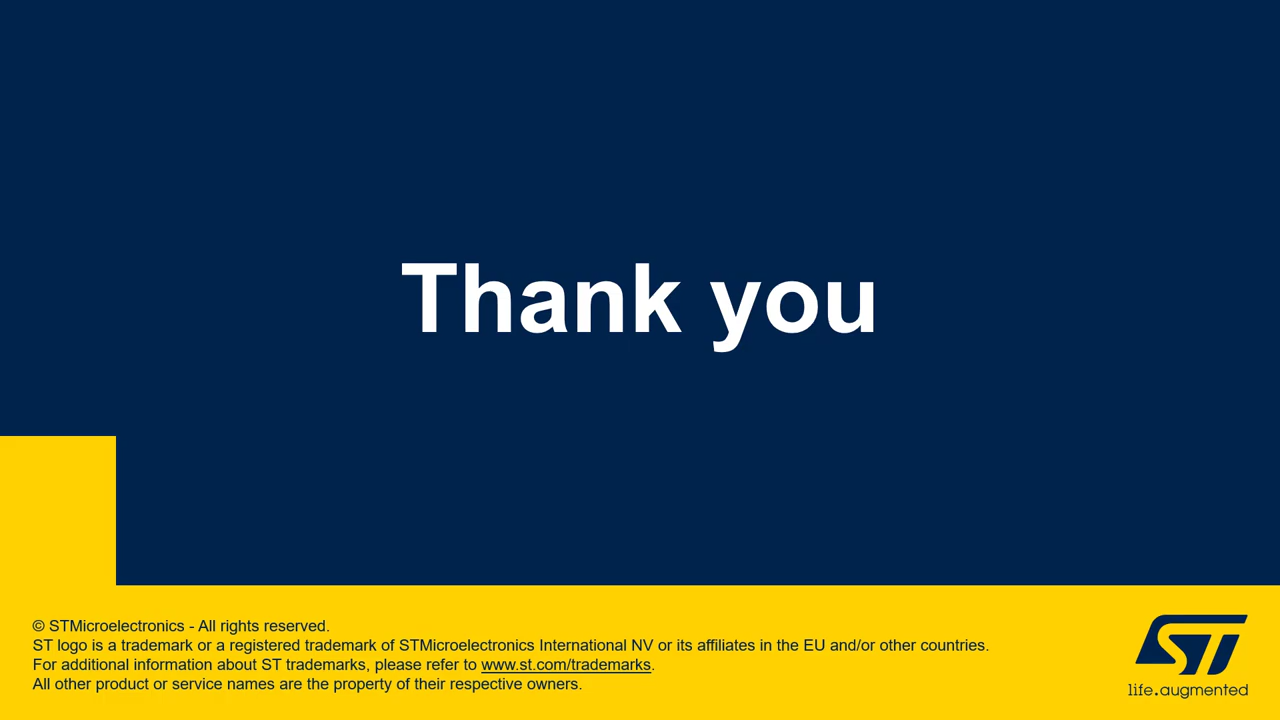 Thank you
© STMicroelectronics - All rights reserved.
ST logo is a trademark or a registered trademark of STMicroelectronics International NV or its affiliates in the EU and/or other countries.
For additional information about ST trademarks, please refer to www.st.com/trademarks.
All other product or service names are the property of their respective owners.
ST
life.augmented